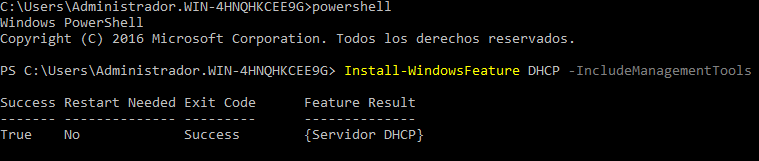 C:\Users\Administrador.WIN-4HNQHKCEE9G>powershell
Windows PowerShell
Copyright (C) 2016 Microsoft Corporation. Todos los derechos reservados.
PS C:\Users\Administrador.WIN-4HNQHKCEE9G> Install-WindowsFeature DHCP -IncludeManagementTools
Success Restart Needed Exit Code      Feature Result
------- -------------- ---------      --------------
True    No             Success        {Servidor DHCP}